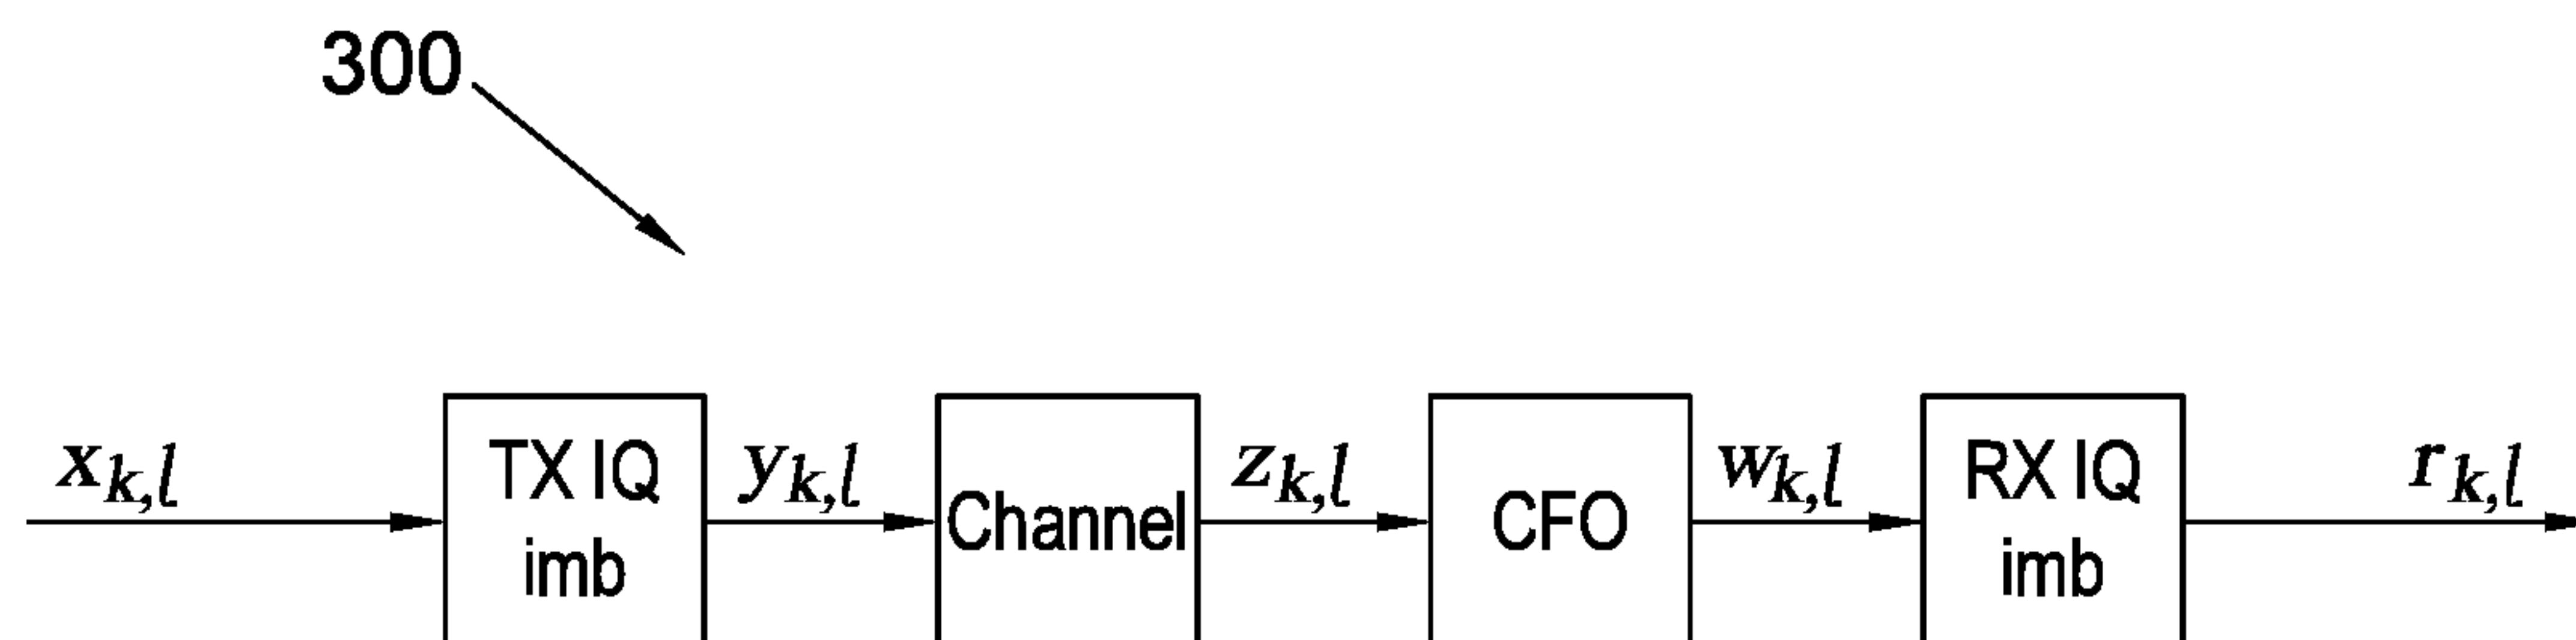 300
x_{k,l}
TX IQ
imb
y_{k,l}
Channel
z_{k,l}
CFO
w_{k,l}
RX IQ
imb
r_{k,l}